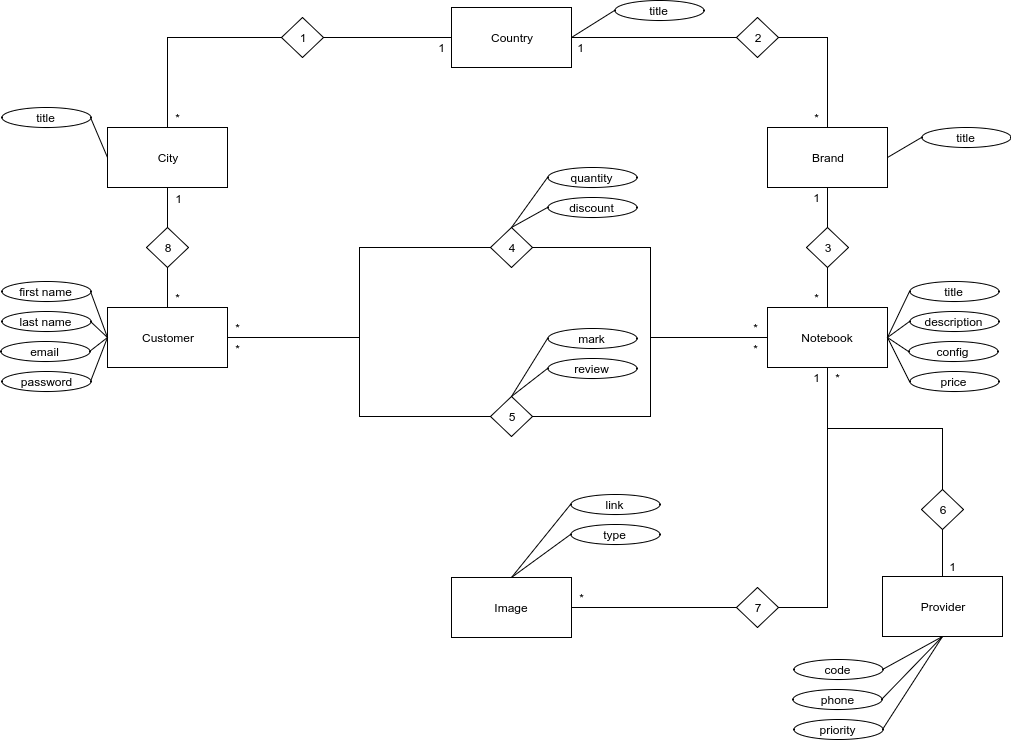 title
1
Country
2
1
1
*
*
title
City
Brand
title
quantity
1
1
discount
8
4
3
first name
*
*
title
last name
*
*
description
Customer
mark
Notebook
email
*
*
config
review
password
1
*
price
5
link
6
type
1
*
Image
7
Provider
code
phone
priority